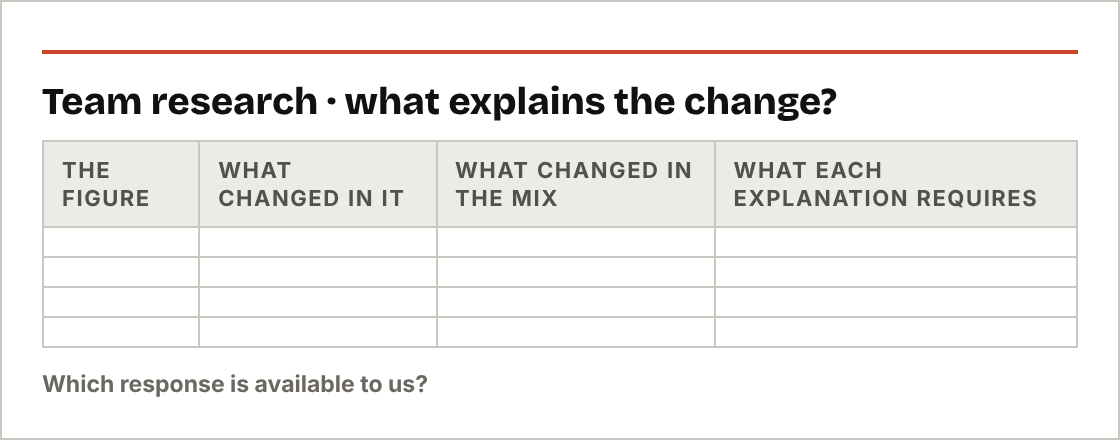 Team research · what explains the change?
THE
FIGURE
WHAT
CHANGED IN IT
WHAT CHANGED IN
THE MIX
WHAT EACH
EXPLANATION REQUIRES
Which response is available to us?